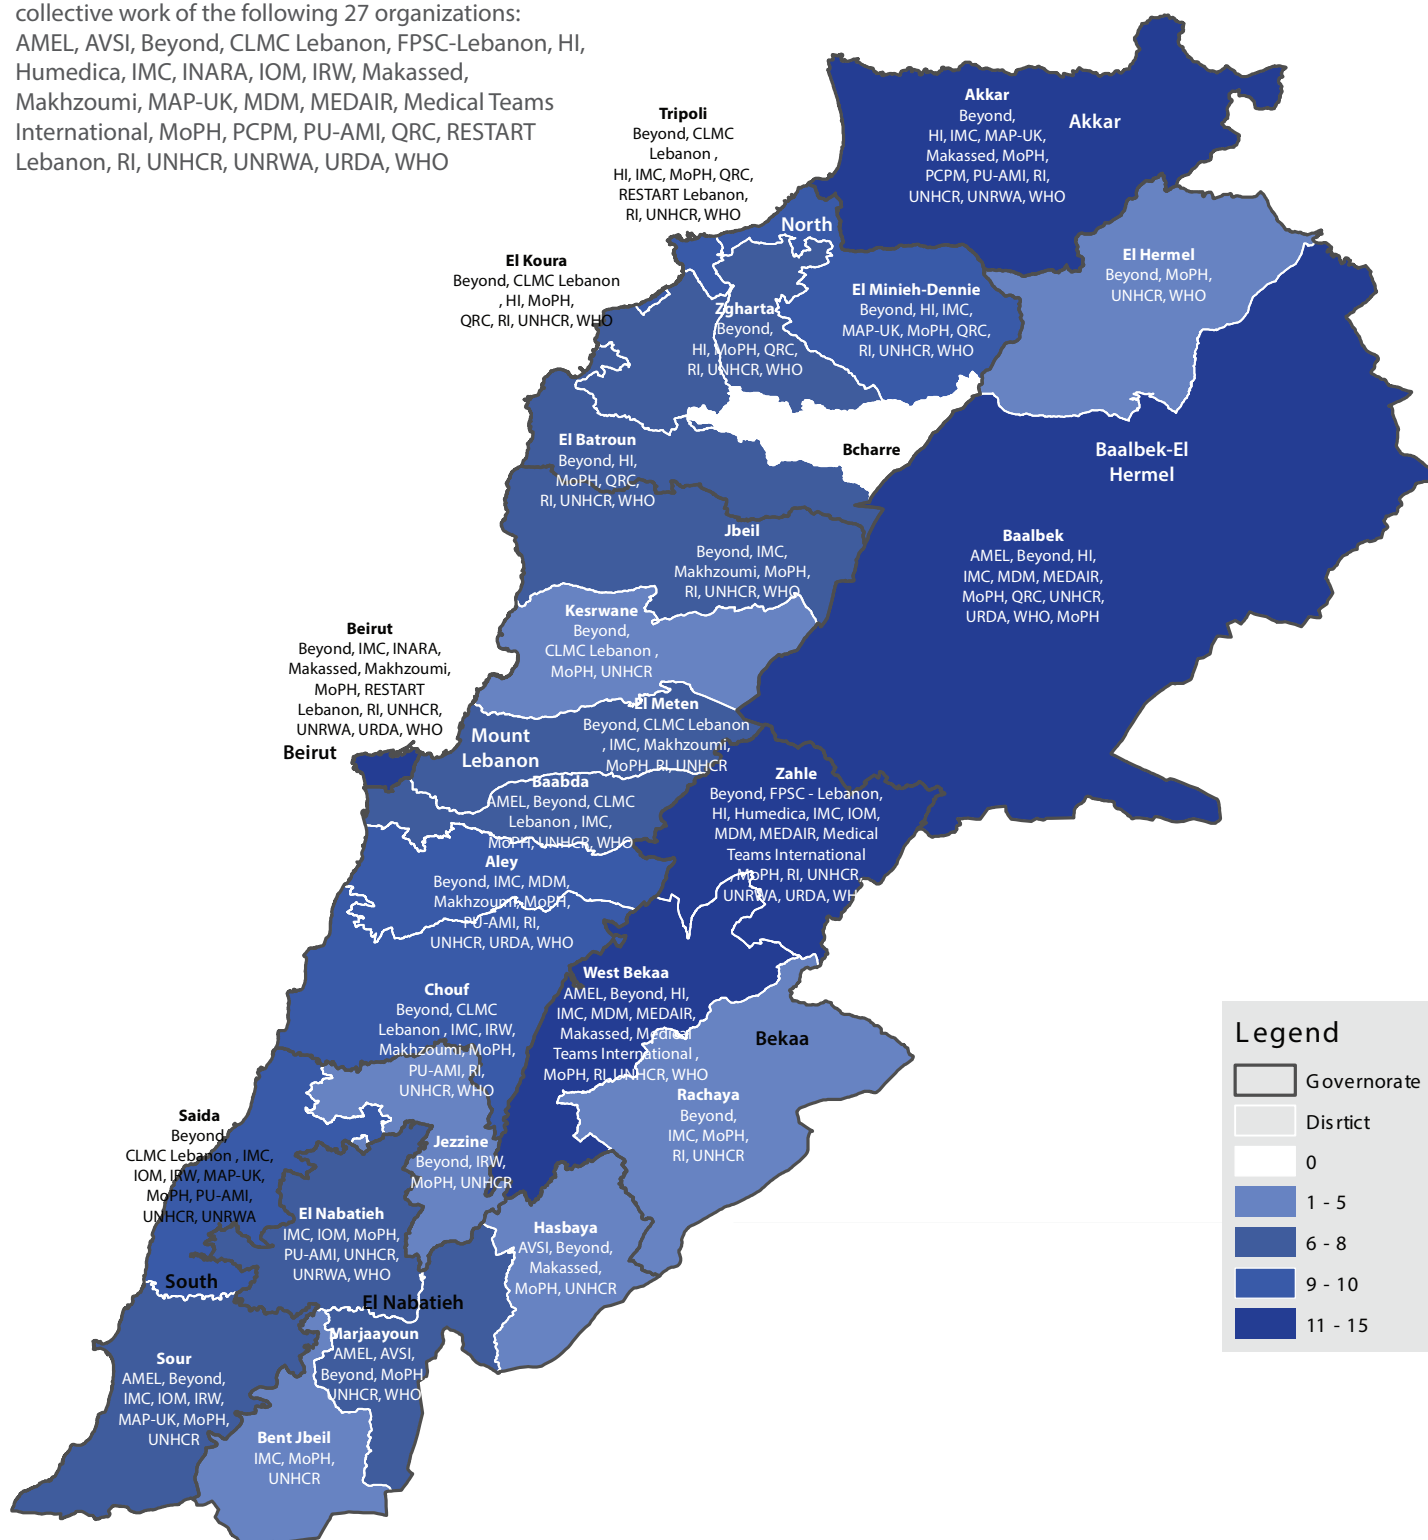 collective work of the following 27 organizations:
AMEL, AVSI, Beyond, CLMC Lebanon, FPSC-Lebanon, HI,
Humedica, IMC, INARA, IOM, IRW, Makassed,
Makhzoumi, MAP-UK, MDM, MEDAIR, Medical Teams
International, MoPH, PCPM, PU-AMI, QRC, RESTART
Lebanon, RI, UNHCR, UNRWA, URDA, WHO
Akkar
Beyond,
HI, IMC, MAP-UK,
Makassed, MoPH,
PCPM, PU-AMI, RI,
UNHCR, UNRWA, WHO
Akkar
Tripoli
Beyond, CLMC
Lebanon ,
HI, IMC, MoPH, QRC,
RESTART Lebanon,
RI, UNHCR, WHO
North
El Koura
Beyond, CLMC Lebanon
, HI, MoPH,
QRC, RI, UNHCR, WHO
Zgharta
Beyond,
HI, MoPH, QRC,
RI, UNHCR, WHO
El Minieh-Dennie
Beyond, HI, IMC,
MAP-UK, MoPH, QRC,
RI, UNHCR, WHO
El Hermel
Beyond, MoPH,
UNHCR, WHO
El Batroun
Beyond, HI,
MoPH, QRC,
RI, UNHCR, WHO
Bcharre
Baalbek-El
Hermel
Jbeil
Beyond, IMC,
Makhzoumi, MoPH,
RI, UNHCR, WHO
Baalbek
AMEL, Beyond, HI,
IMC, MDM, MEDAIR,
MoPH, QRC, UNHCR,
URDA, WHO, MoPH
Kesrwane
Beyond,
CLMC Lebanon ,
MoPH, UNHCR
Beirut
Beyond, IMC, INARA,
Makassed, Makhzoumi,
MoPH, RESTART
Lebanon, RI, UNHCR,
UNRWA, URDA, WHO
Beirut
Mount
Lebanon
El Meten
Beyond, CLMC Lebanon
, IMC, Makhzoumi,
MoPH, RI, UNHCR
Baabda
AMEL, Beyond, CLMC
Lebanon , IMC,
MoPH, UNHCR, WHO
Zahle
Beyond, FPSC - Lebanon,
HI, Humedica, IMC, IOM,
MDM, MEDAIR, Medical
Teams International
, MoPH, RI, UNHCR,
UNRWA, URDA, WH
Aley
Beyond, IMC, MDM,
Makhzoumi, MoPH,
PU-AMI, RI,
UNHCR, URDA, WHO
Chouf
Beyond, CLMC
Lebanon , IMC, IRW,
Makhzoumi, MoPH,
PU-AMI, RI,
UNHCR, WHO
West Bekaa
AMEL, Beyond, HI,
IMC, MDM, MEDAIR,
Makassed, Medical
Teams International ,
MoPH, RI, UNHCR, WHO
Bekaa
Rachaya
Beyond,
IMC, MoPH,
RI, UNHCR
Saida
Beyond,
CLMC Lebanon , IMC,
IOM, IRW, MAP-UK,
MoPH, PU-AMI,
UNHCR, UNRWA
Jezzine
Beyond, IRW,
MoPH, UNHCR
El Nabatieh
IMC, IOM, MoPH,
PU-AMI, UNHCR,
UNRWA, WHO
Hasbaya
AVSI, Beyond,
Makassed,
MoPH, UNHCR
South
El Nabatieh
Marjaayoun
AMEL, AVSI,
Beyond, MoPH
UNHCR, WHO
Sour
AMEL, Beyond,
IMC, IOM, IRW,
MAP-UK, MoPH,
UNHCR
Bent Jbeil
IMC, MoPH,
UNHCR
Legend
Governorate
Disrtict
0
1 - 5
6 - 8
9 - 10
11 - 15